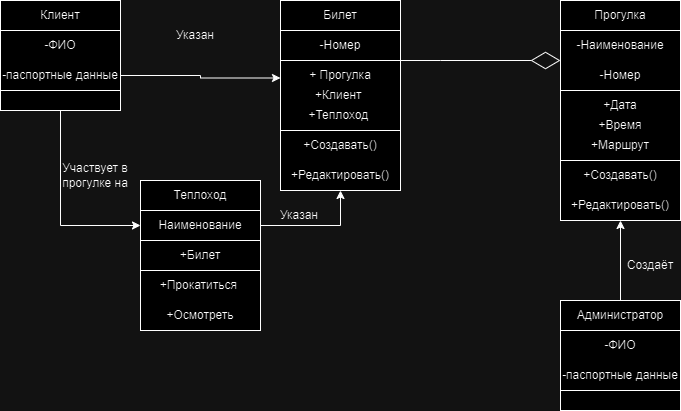 Клиент
-ФИО
-паспортные данные
Указан
Билет
-Номер
+ Прогулка
+Клиент
+Теплоход
+Создавать()
+Редактировать()
Прогулка
-Наименование
-Номер
+Дата
+Время
+Маршрут
+Создавать()
+Редактировать()
Участвует в
прогулке на
Теплоход
Наименование
+Билет
+Прокатиться
+Осмотреть
Указан
Создаёт
Администратор
-ФИО
-паспортные данные